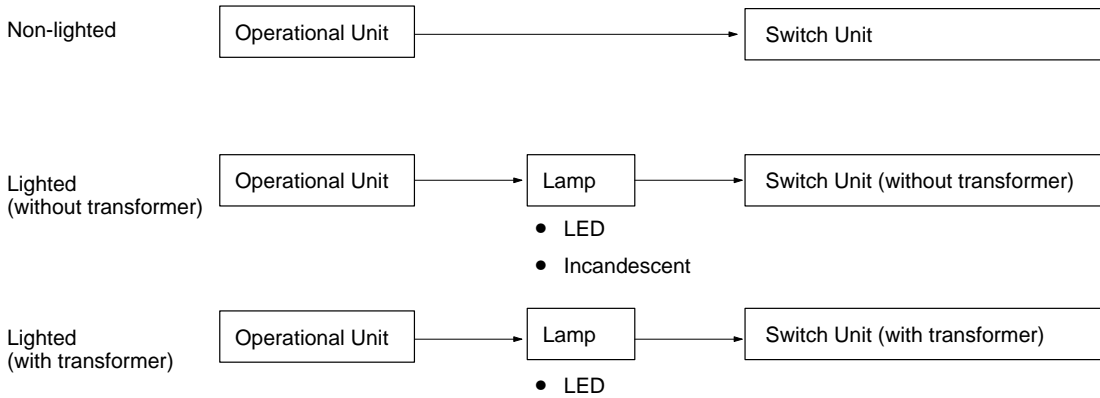 Non-lighted
Operational Unit
Switch Unit
Lighted
(without transformer)
Operational Unit
Lamp
Switch Unit (without transformer)
● LED
● Incandescent
Lighted
(with transformer)
Operational Unit
Lamp
Switch Unit (with transformer)
● LED